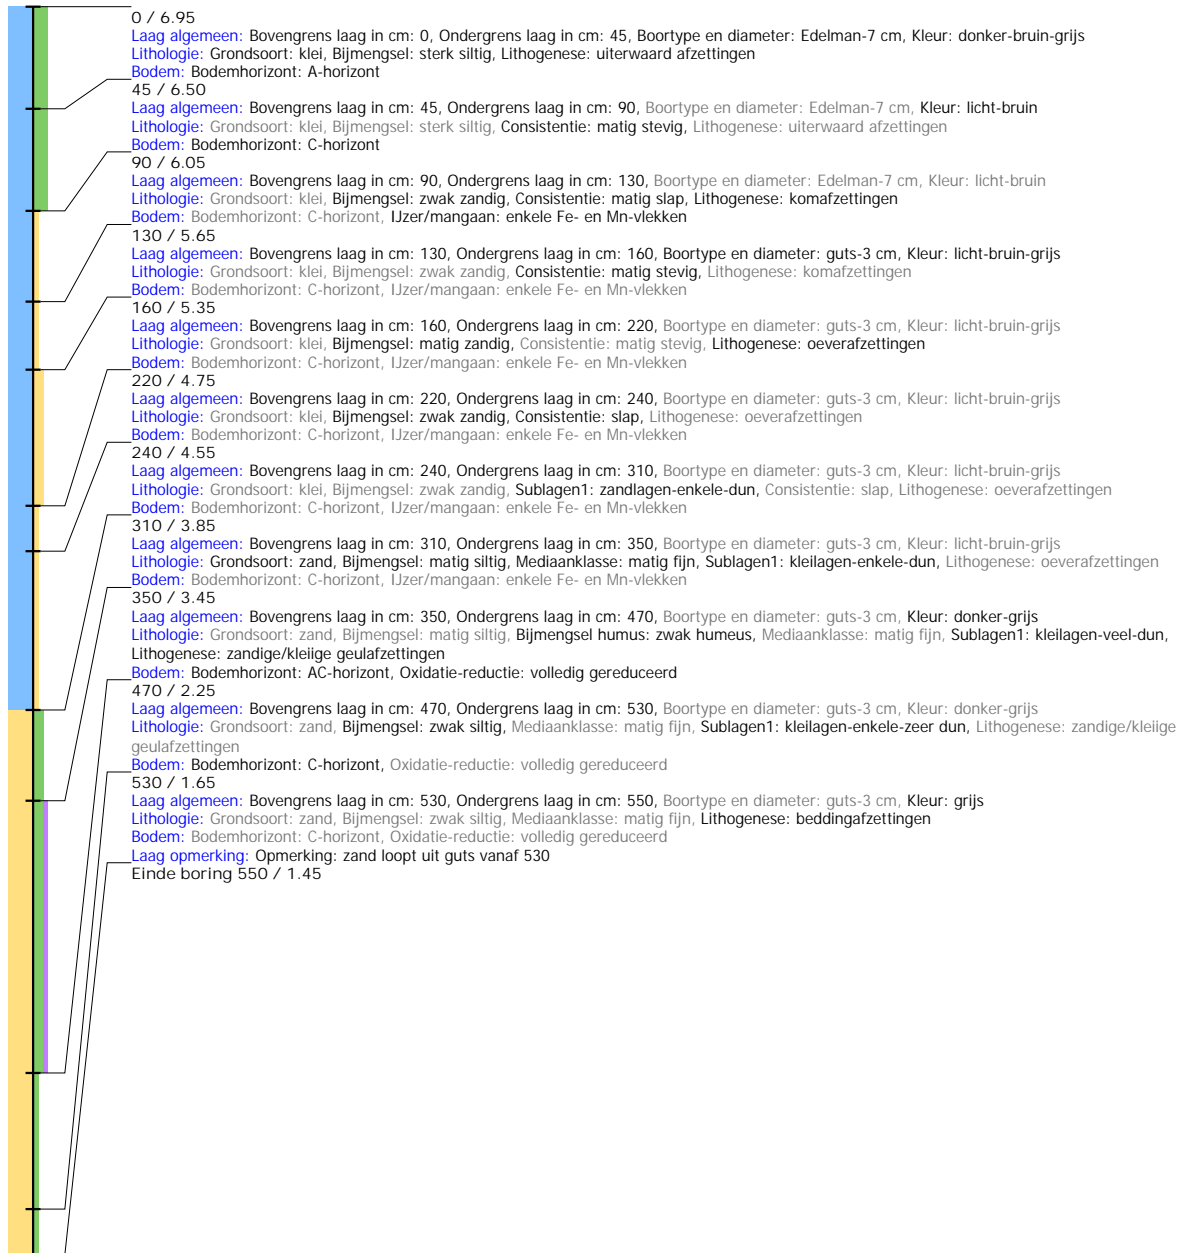 0 / 6.95
Laag algemeen: Bovengrens laag in cm: 0, Ondergrens laag in cm: 45, Boortype en diameter: Edelman-7 cm, Kleur: donker-bruin-grijs
Lithologie: Grondsoort: klei, Bijmengsel: sterk siltig, Lithogenese: uiterwaard afzettingen
Bodem: Bodemhorizont: A-horizont
45 / 6.50
Laag algemeen: Bovengrens laag in cm: 45, Ondergrens laag in cm: 90, Boortype en diameter: Edelman-7 cm, Kleur: licht-bruin
Lithologie: Grondsoort: klei, Bijmengsel: sterk siltig, Consistentie: matig stevig, Lithogenese: uiterwaard afzettingen
Bodem: Bodemhorizont: C-horizont
90 / 6.05
Laag algemeen: Bovengrens laag in cm: 90, Ondergrens laag in cm: 130, Boortype en diameter: Edelman-7 cm, Kleur: licht-bruin
Lithologie: Grondsoort: klei, Bijmengsel: zwak zandig, Consistentie: matig slap, Lithogenese: komafzettingen
Bodem: Bodemhorizont: C-horizont, IJzer/mangaan: enkele Fe- en Mn-vlekken
130 / 5.65
Laag algemeen: Bovengrens laag in cm: 130, Ondergrens laag in cm: 160, Boortype en diameter: guts-3 cm, Kleur: licht-bruin-grijs
Lithologie: Grondsoort: klei, Bijmengsel: zwak zandig, Consistentie: matig stevig, Lithogenese: komafzettingen
Bodem: Bodemhorizont: C-horizont, IJzer/mangaan: enkele Fe- en Mn-vlekken
160 / 5.35
Laag algemeen: Bovengrens laag in cm: 160, Ondergrens laag in cm: 220, Boortype en diameter: guts-3 cm, Kleur: licht-bruin-grijs
Lithologie: Grondsoort: klei, Bijmengsel: matig zandig, Consistentie: matig stevig, Lithogenese: oeverafzettingen
Bodem: Bodemhorizont: C-horizont, IJzer/mangaan: enkele Fe- en Mn-vlekken
220 / 4.75
Laag algemeen: Bovengrens laag in cm: 220, Ondergrens laag in cm: 240, Boortype en diameter: guts-3 cm, Kleur: licht-bruin-grijs
Lithologie: Grondsoort: klei, Bijmengsel: zwak zandig, Consistentie: slap, Lithogenese: oeverafzettingen
Bodem: Bodemhorizont: C-horizont, IJzer/mangaan: enkele Fe- en Mn-vlekken
240 / 4.55
Laag algemeen: Bovengrens laag in cm: 240, Ondergrens laag in cm: 310, Boortype en diameter: guts-3 cm, Kleur: licht-bruin-grijs
Lithologie: Grondsoort: klei, Bijmengsel: zwak zandig, Sublagen1: zandlagen-enkele-dun, Consistentie: slap, Lithogenese: oeverafzettingen
Bodem: Bodemhorizont: C-horizont, IJzer/mangaan: enkele Fe- en Mn-vlekken
310 / 3.85
Laag algemeen: Bovengrens laag in cm: 310, Ondergrens laag in cm: 350, Boortype en diameter: guts-3 cm, Kleur: licht-bruin-grijs
Lithologie: Grondsoort: zand, Bijmengsel: matig siltig, Mediaanklasse: matig fijn, Sublagen1: kleilagen-enkele-dun, Lithogenese: oeverafzettingen
Bodem: Bodemhorizont: C-horizont, IJzer/mangaan: enkele Fe- en Mn-vlekken
350 / 3.45
Laag algemeen: Bovengrens laag in cm: 350, Ondergrens laag in cm: 470, Boortype en diameter: guts-3 cm, Kleur: donker-grijs
Lithologie: Grondsoort: zand, Bijmengsel: matig siltig, Bijmengsel humus: zwak humeus, Mediaanklasse: matig fijn, Sublagen1: kleilagen-veel-dun,
Lithogenese: zandige/kleiige geulafzettingen
Bodem: Bodemhorizont: AC-horizont, Oxidatie-reductie: volledig gereduceerd
470 / 2.25
Laag algemeen: Bovengrens laag in cm: 470, Ondergrens laag in cm: 530, Boortype en diameter: guts-3 cm, Kleur: donker-grijs
Lithologie: Grondsoort: zand, Bijmengsel: zwak siltig, Mediaanklasse: matig fijn, Sublagen1: kleilagen-enkele-zeer dun, Lithogenese: zandige/kleiige
geulafzettingen
Bodem: Bodemhorizont: C-horizont, Oxidatie-reductie: volledig gereduceerd
530 / 1.65
Laag algemeen: Bovengrens laag in cm: 530, Ondergrens laag in cm: 550, Boortype en diameter: guts-3 cm, Kleur: grijs
Lithologie: Grondsoort: zand, Bijmengsel: zwak siltig, Mediaanklasse: matig fijn, Lithogenese: beddingafzettingen
Bodem: Bodemhorizont: C-horizont, Oxidatie-reductie: volledig gereduceerd
Laag opmerking: Opmerking: zand loopt uit guts vanaf 530
Einde boring 550 / 1.45